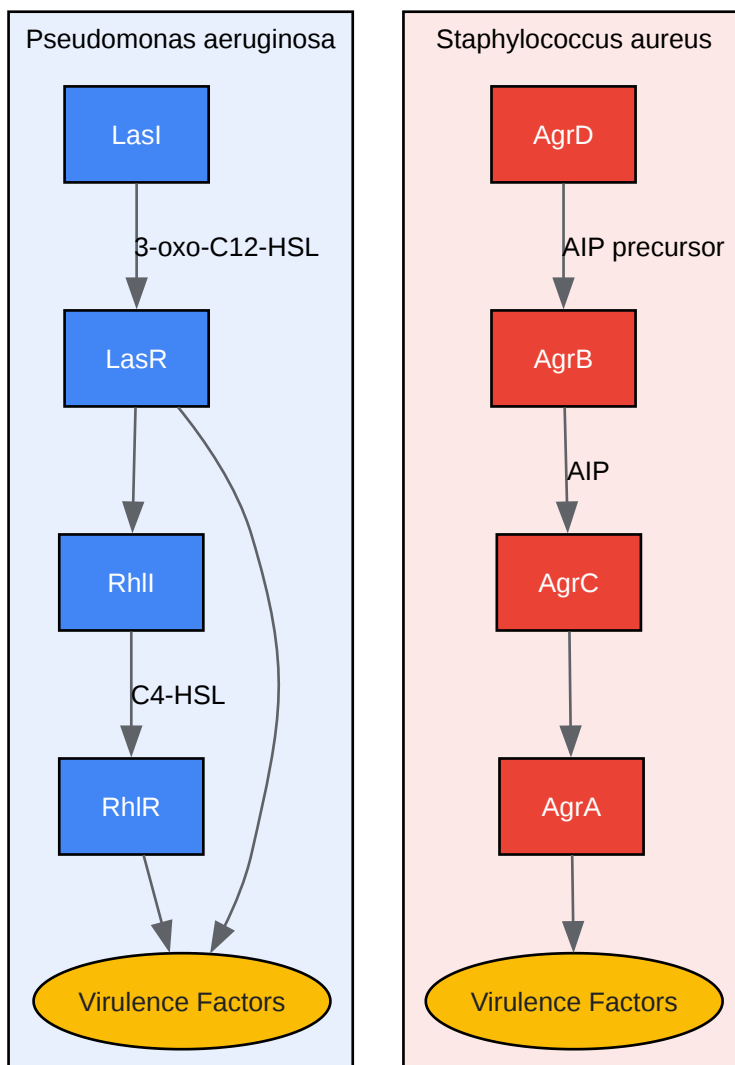 Pseudomonas aeruginosa
LasI
3-oxo-C12-HSL
LasR
RhlI
C4-HSL
RhlR
Virulence Factors
Staphylococcus aureus
AgrD
AIP precursor
AgrB
AIP
AgrC
AgrA
Virulence Factors